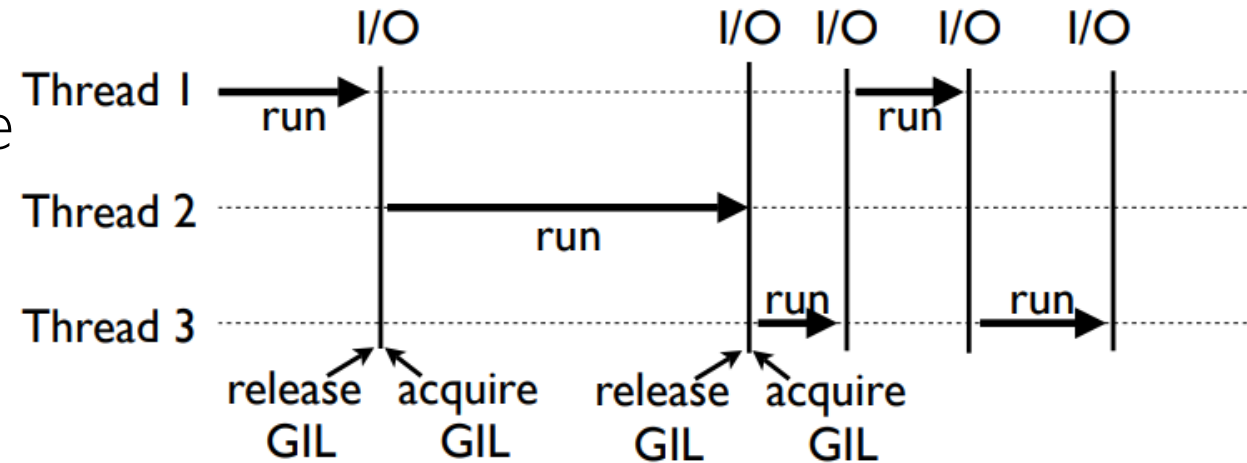 I/O I/O I/O I/O I/O
Thread 1
run run
e
Thread 2
run
run run
Thread 3
release acquire release acquire
GIL GIL GIL GIL